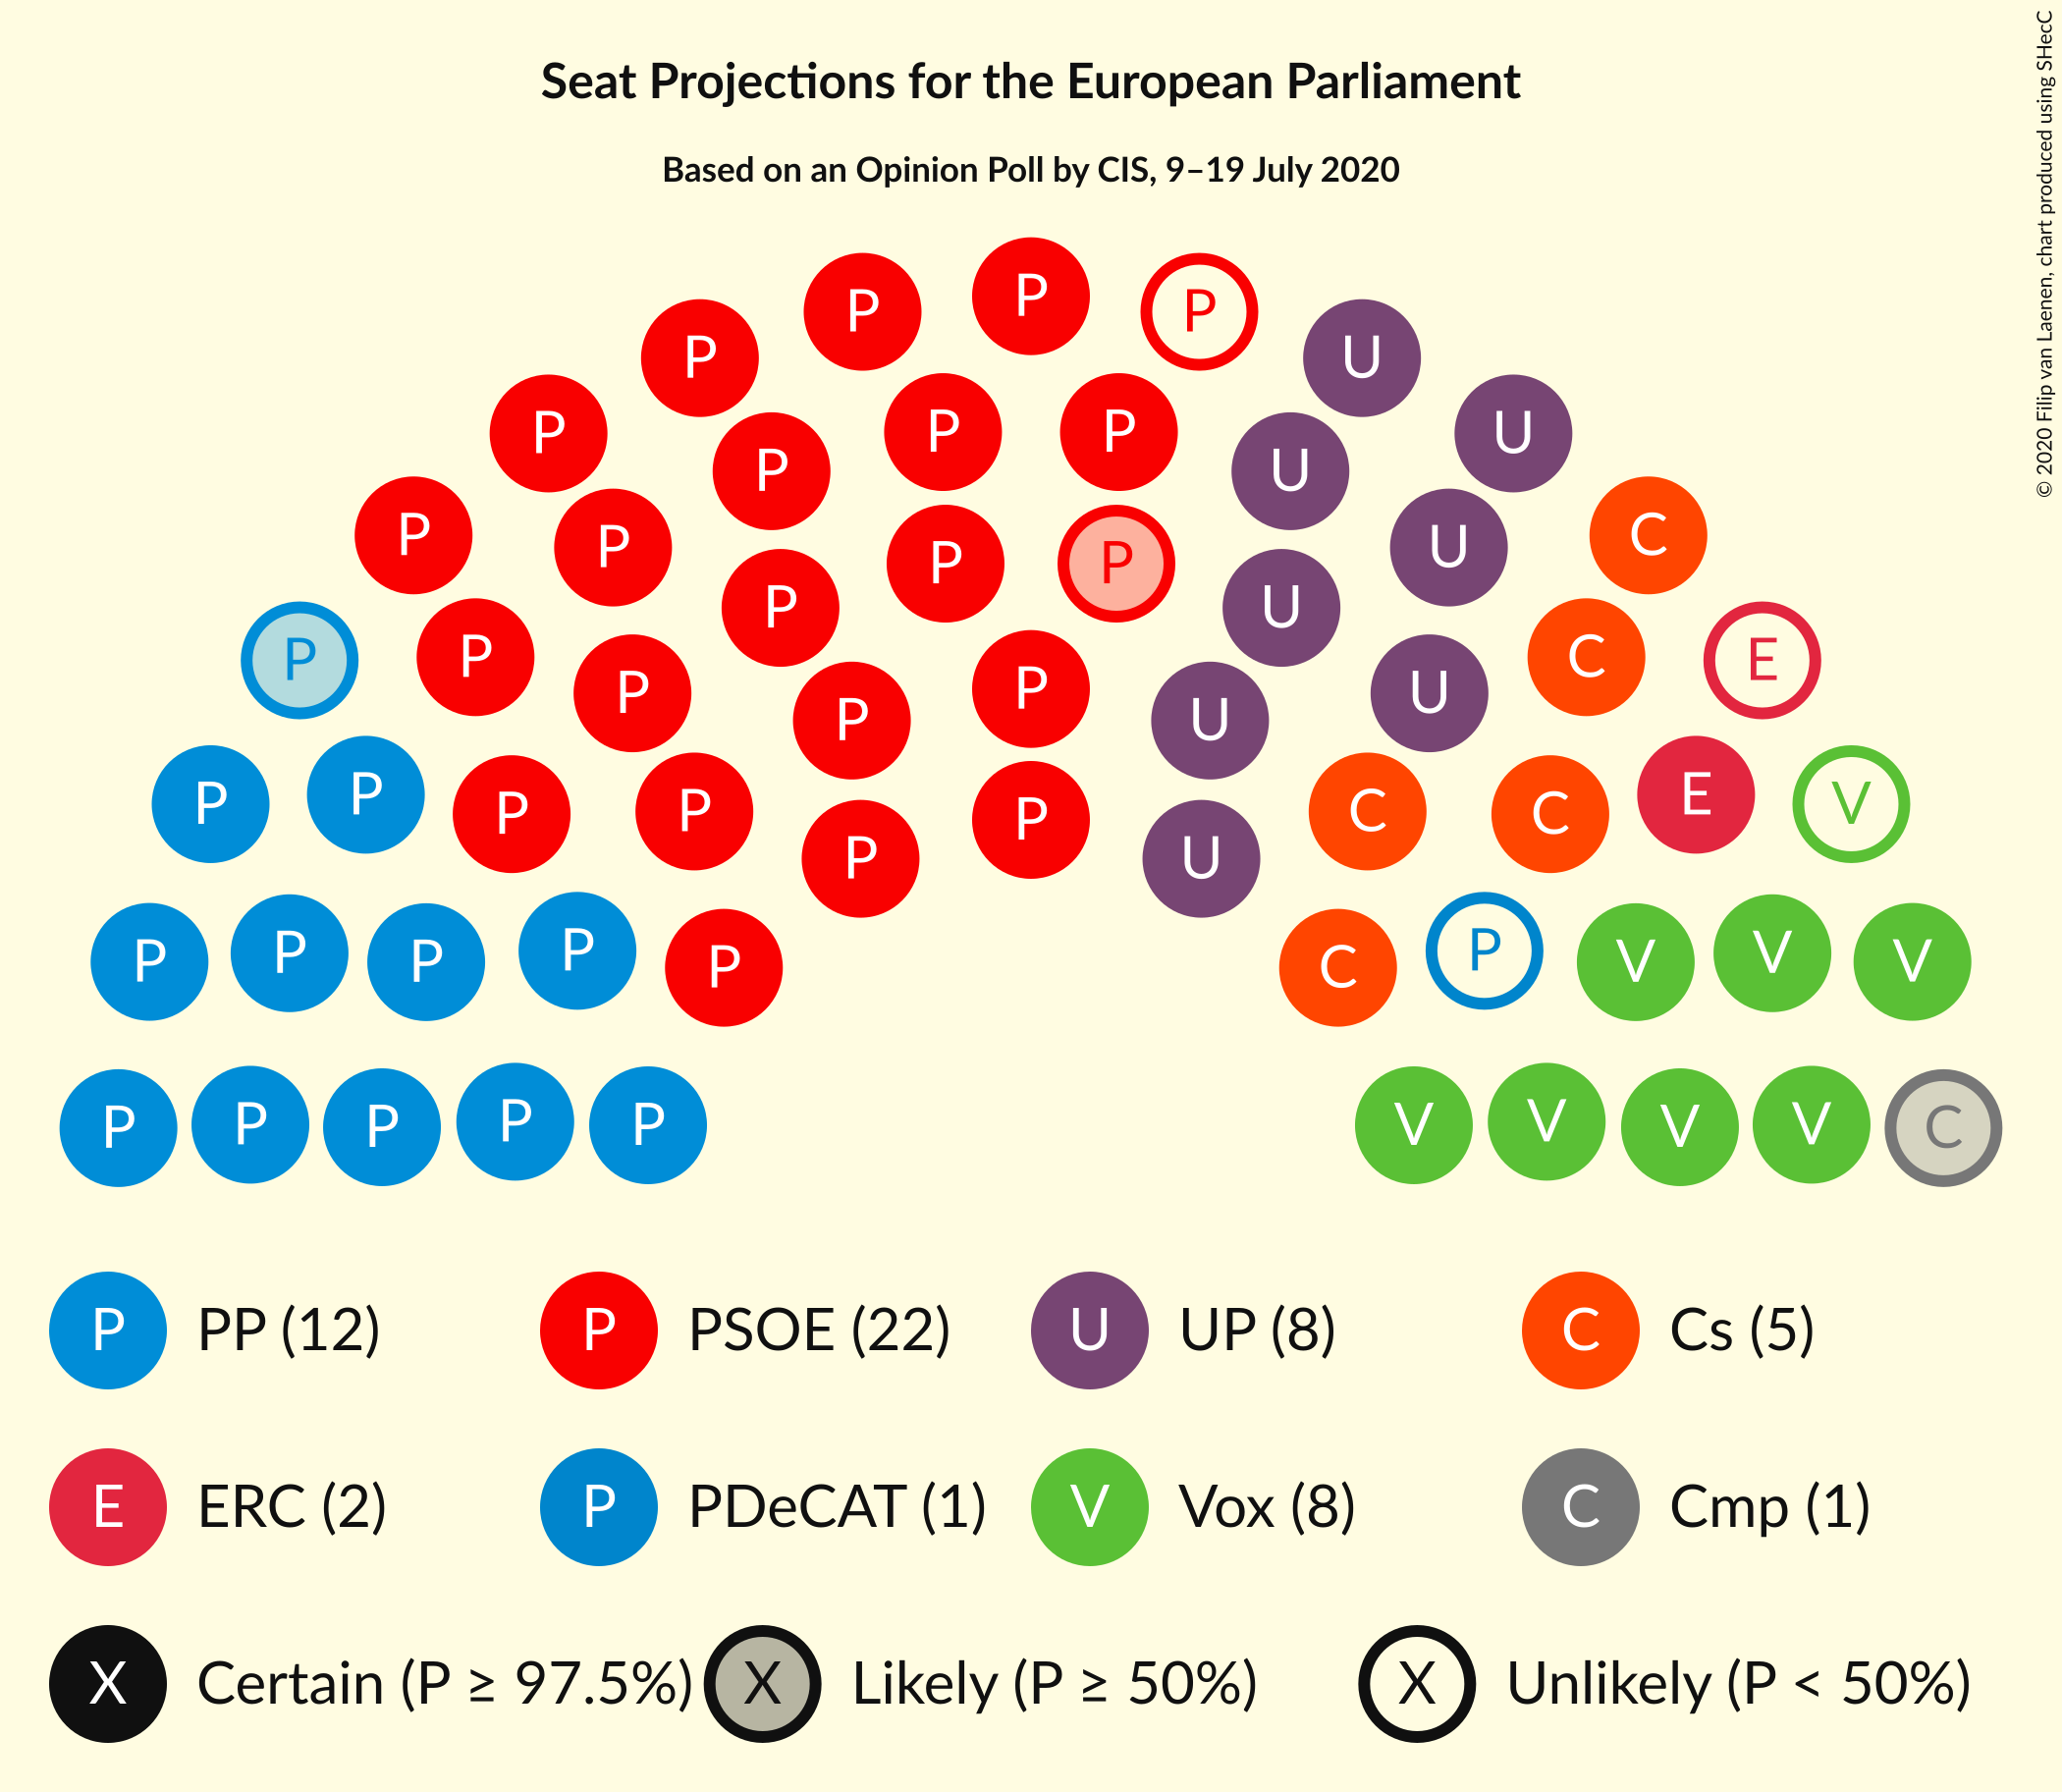 Seat Projections for the European Parliament
Based on an Opinion Poll by CIS, 9–19 July 2020
© 2020 Filip van Laenen, chart produced using SHecC
P
P P P
P P U
P P P U
P P U
P P U C
P P
P P U
P P P C E
P P P U U
P P P P P C C E V
P U
P P P P P C P V V V
P P P P P V V V V C
P PP (12) P PSOE (22) U UP (8) C Cs (5)
E ERC (2) P PDeCAT (1) V Vox (8) C Cmp (1)
X Certain (P ≥ 97.5%) X Likely (P ≥ 50%) X Unlikely (P < 50%)